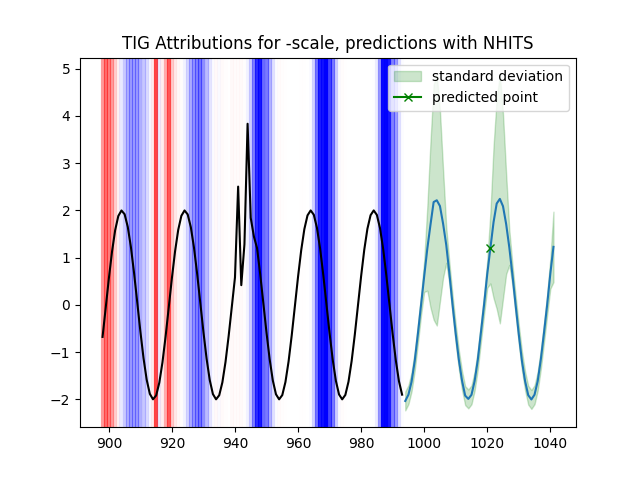 TIG Attributions for -scale, predictions with NHITS
standard deviation
predicted point
5
4
3
2
1
0
−1
−2
900 920 940 960 980 1000 1020 1040